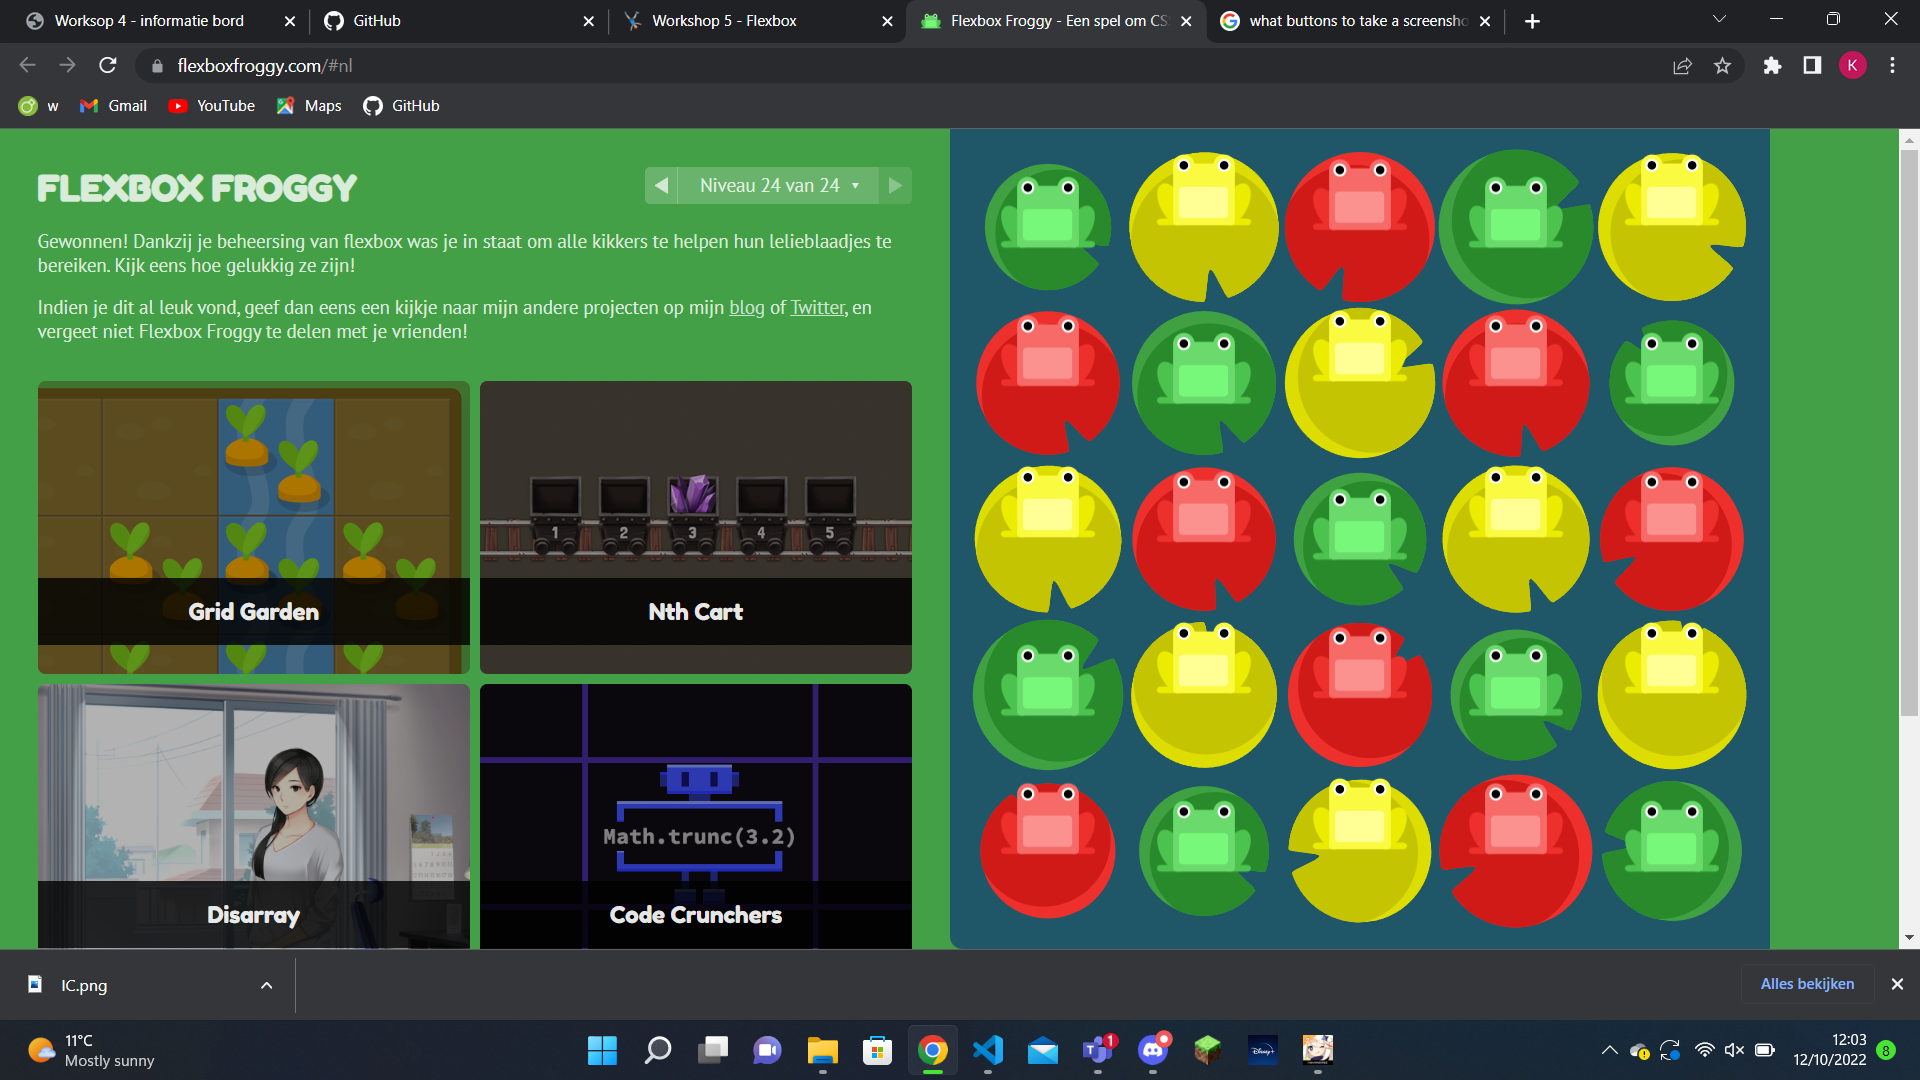 Worksop 4 - informatie bord
GitHub
Workshop 5 - Flexbox
Flexbox Froggy - Een spel om CS
what buttons to take a screensho
flexboxfroggy.com/#nl
K
w
Gmail
YouTube
Maps
GitHub
FLEXBOX FROGGY
Niveau 24 van 24
Gewonnen! Dankzij je beheersing van flexbox was je in staat om alle kikkers te helpen hun lelieblaadjes te
bereiken. Kijk eens hoe gelukkig ze zijn!
Indien je dit al leuk vond, geef dan eens een kijkje naar mijn andere projecten op mijn blog of Twitter, en
vergeet niet Flexbox Froggy te delen met je vrienden!
1 2 3 4 5
Grid Garden
Nth Cart
Math.trunc(3.2)
Disarray
Code Crunchers
IC.png
Alles bekijken
11°C
Mostly sunny
1
Disney+
12:03
12/10/2022
8